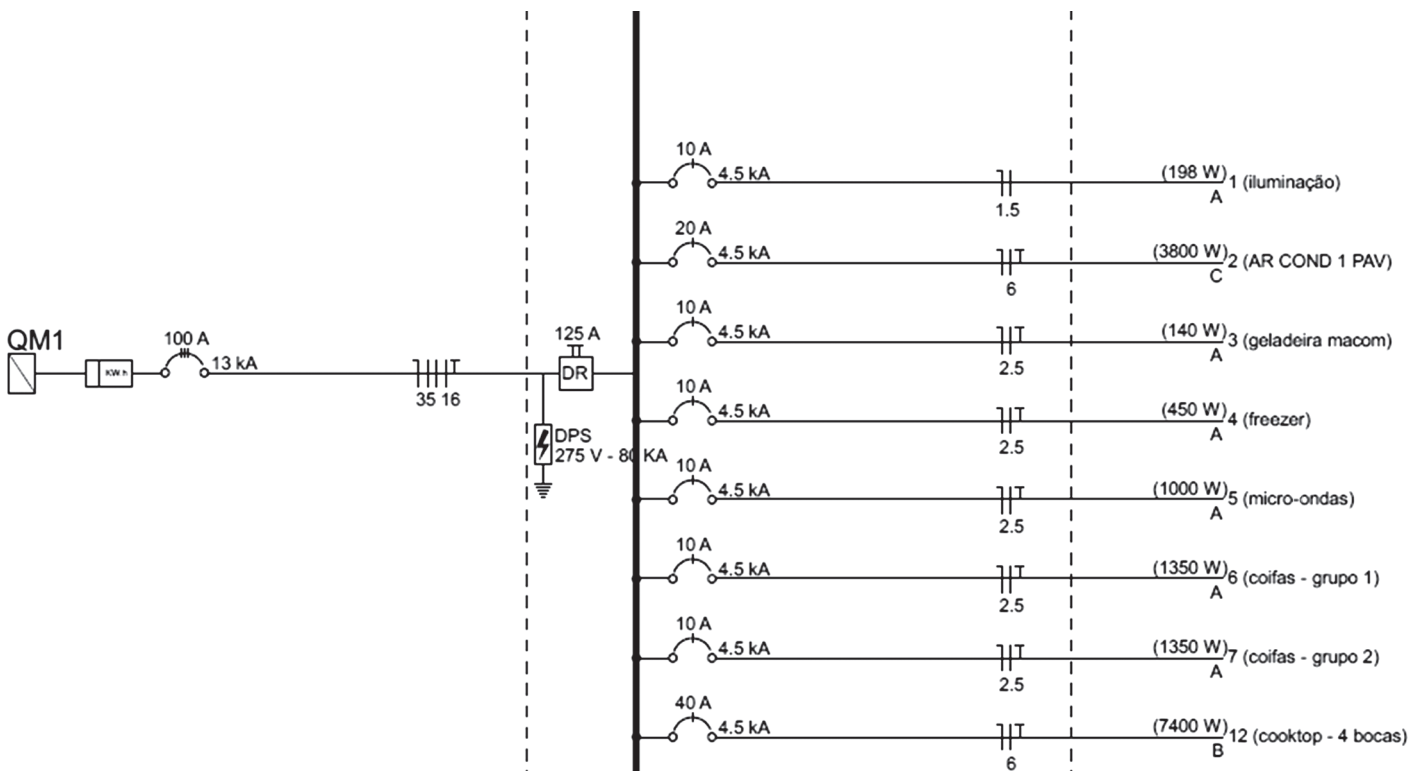 10 A
4.5 kA
(198 W)
1 (iluminação)
A
1.5
20 A
4.5 kA
(3800 W)
2 (AR COND 1 PAV)
C
6
QM1
KW.h
100 A
13 kA
35 16
125 A
DR
DPS
275 V - 80 KA
10 A
4.5 kA
(140 W)
3 (geladeira macom)
A
2.5
10 A
4.5 kA
(450 W)
4 (freezer)
A
2.5
10 A
4.5 kA
(1000 W)
5 (micro-ondas)
A
2.5
10 A
4.5 kA
(1350 W)
6 (coifas - grupo 1)
A
2.5
10 A
4.5 kA
(1350 W)
7 (coifas - grupo 2)
A
2.5
40 A
4.5 kA
(7400 W)
12 (cooktop - 4 bocas)
B
6